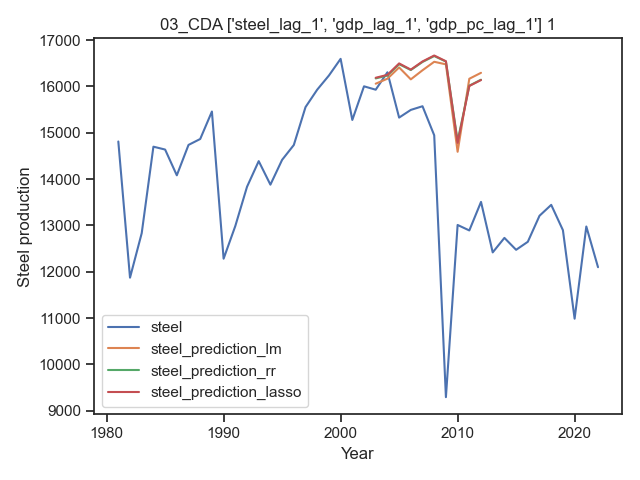 03_CDA ['steel_lag_1', 'gdp_lag_1', 'gdp_pc_lag_1'] 1
17000
16000
15000
14000
13000
12000
11000
10000
9000
Steel production
steel
steel_prediction_lm
steel_prediction_rr
steel_prediction_lasso
1980
1990
2000
2010
2020
Year